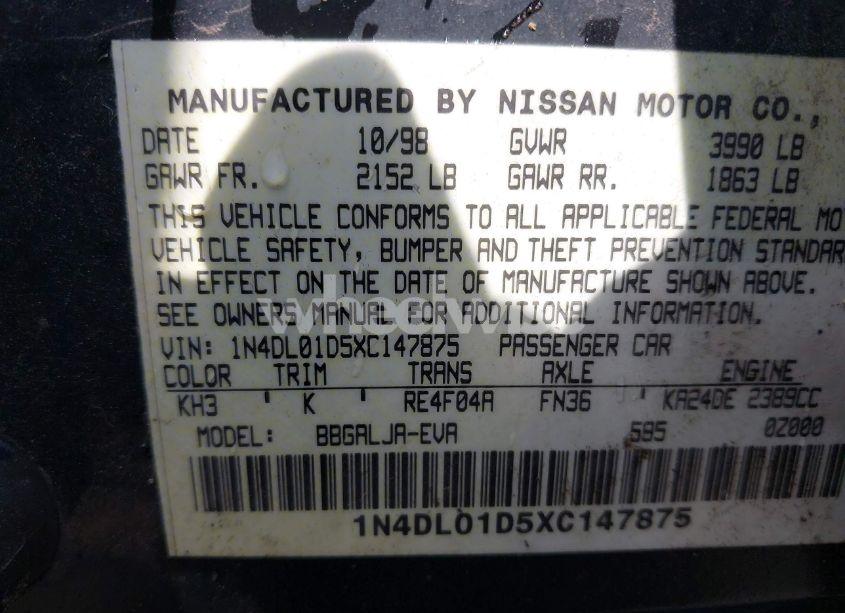 MANUFACTURED BY NISSAN MOTOR CO.,
DATE 10/98 GVWR 3990 LB
GAWR FR. 2152 LB GAWR RR. 1863 LB
THIS VEHICLE CONFORMS TO ALL APPLICABLE FEDERAL MO
VEHICLE SAFETY, BUMPER AND THEFT PREVENTION STANDAR
IN EFFECT ON THE DATE OF MANUFACTURE SHOWN ABOVE.
SEE OWNERS MANUAL FOR ADDITIONAL INFORMATION.
VIN: 1N4DL01D5XC147875 PASSENGER CAR
COLOR TRIM TRANS AXLE ENGINE
KH3 K RE4F04A FN36 KA24DE 2389CC
MODEL: BBGALJA-EVA 595 0Z000
1N4DL01D5XC147875